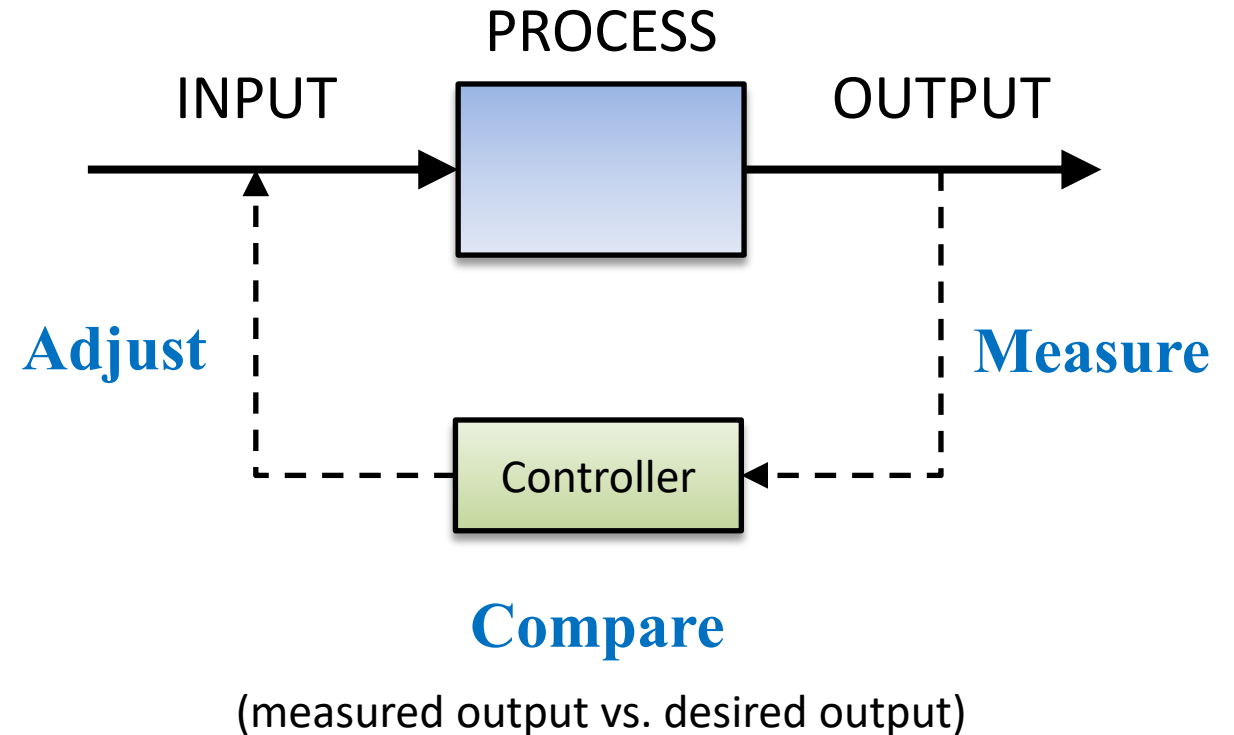 PROCESS
INPUT
OUTPUT
Adjust
Measure
Controller
Compare
(measured output vs. desired output)